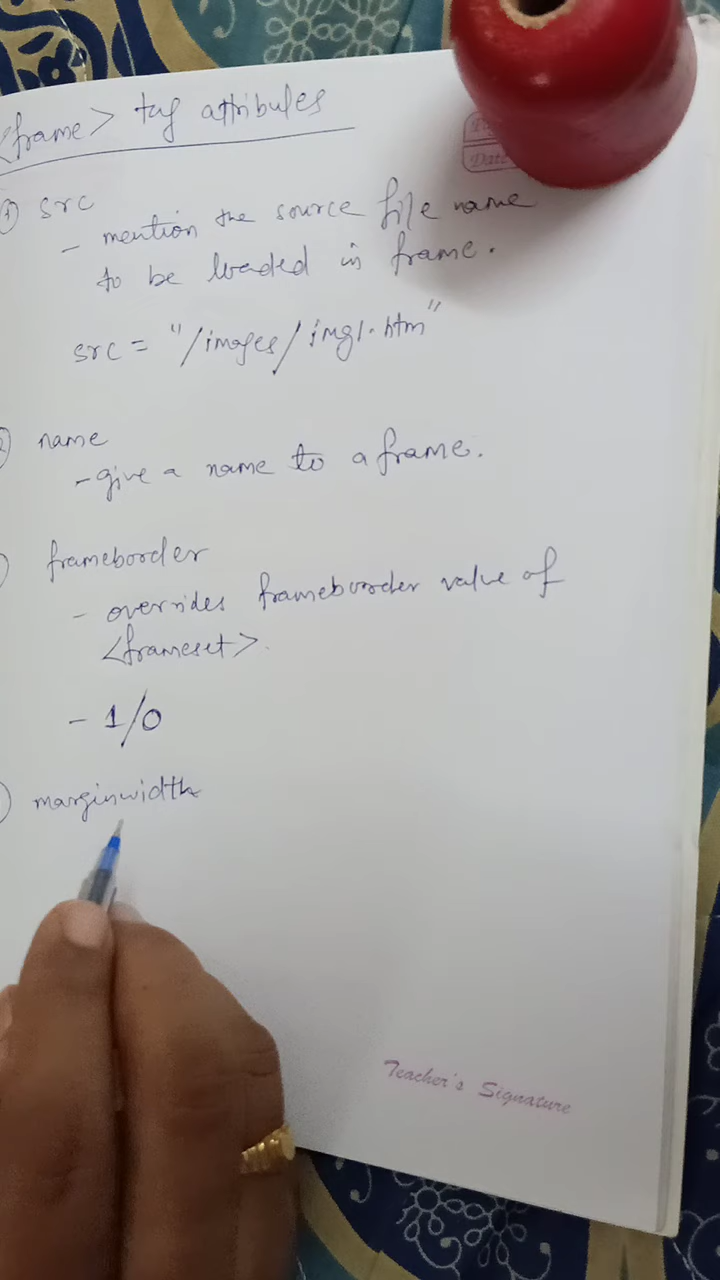 <frame> tag attributes
① src
- mention the source file name
to be loaded in frame.
src = "/images/img1.htm"
name
- give a name to a frame.
frameborder
- overrides frameborder value of
<frameset>.
- 1/0
marginwidth
Date
Teacher's Signature